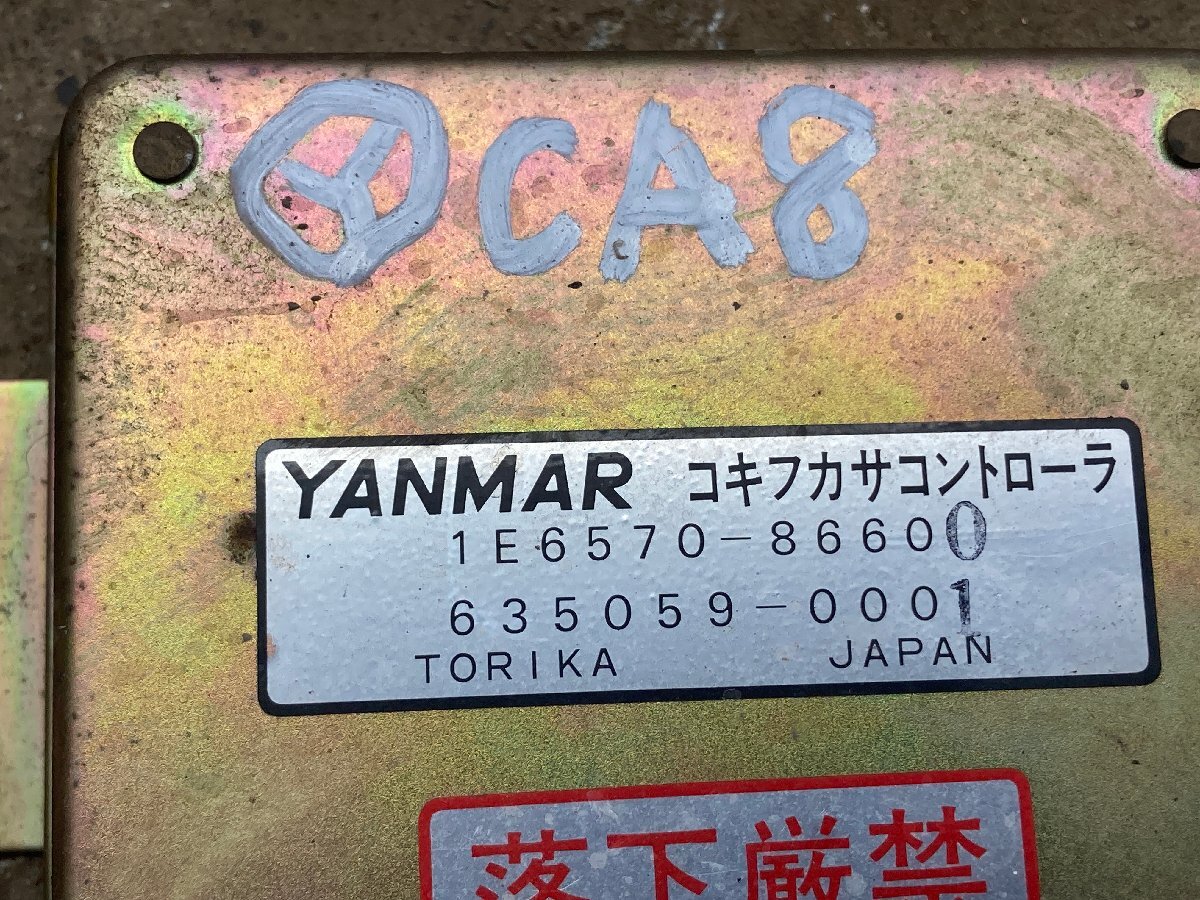 Ⓨ CA8
YANMAR コキフカサコントローラ
1E6570-86600
635059-0001
TORIKA JAPAN
落下厳禁